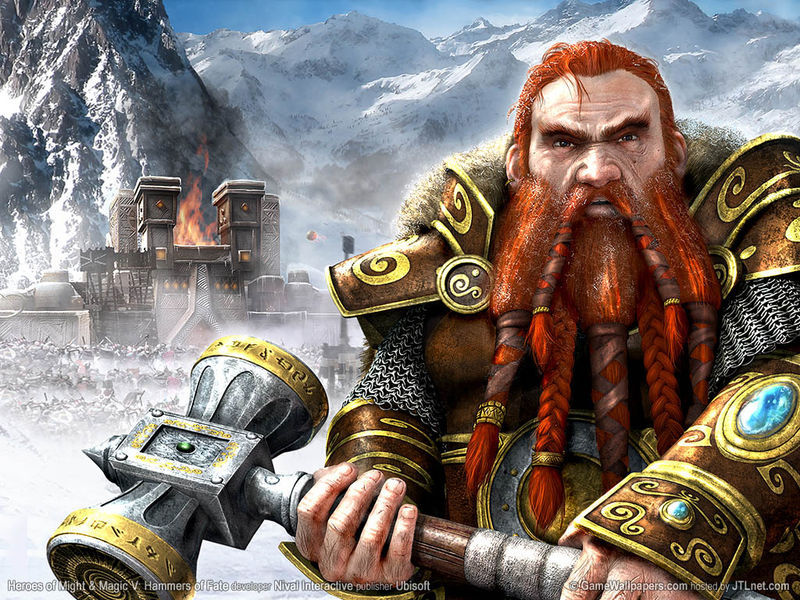 Heroes of Might & Magic V: Hammers of Fate developer Nival Interactive publisher Ubisoft
© GameWallpapers.com hosted by JTLnet.com